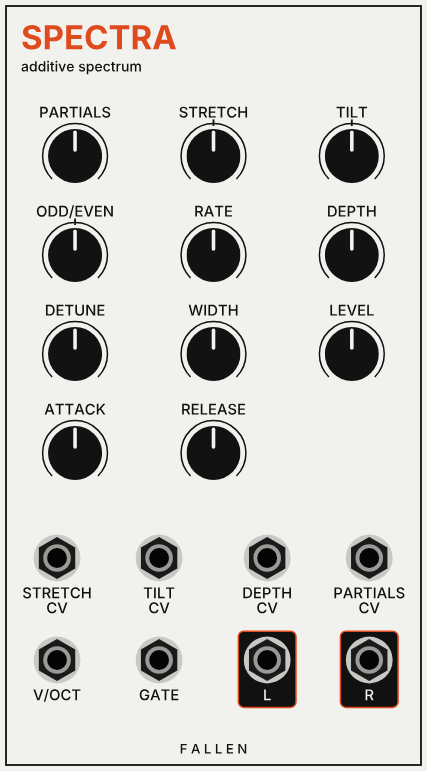 SPECTRA
additive spectrum
PARTIALS STRETCH TILT
ODD/EVEN RATE DEPTH
DETUNE WIDTH LEVEL
ATTACK RELEASE
STRETCH CV TILT CV DEPTH CV PARTIALS CV
V/OCT GATE L R
FALLEN